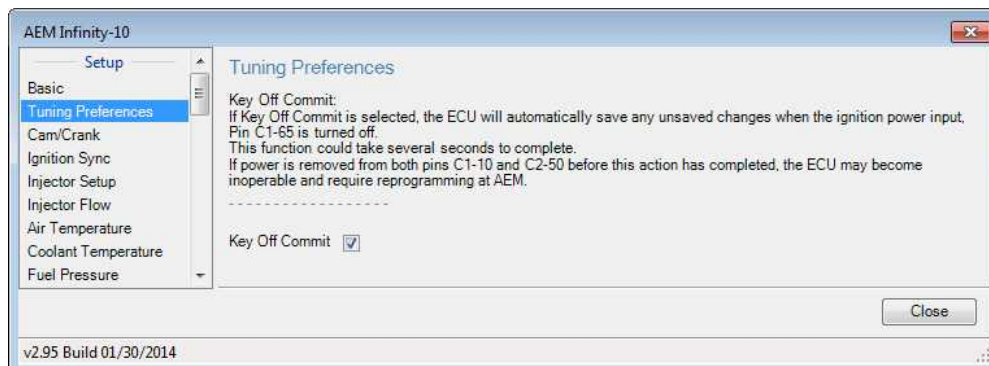 AEM Infinity-10
Setup
Basic
Tuning Preferences
Cam/Crank
Ignition Sync
Injector Setup
Injector Flow
Air Temperature
Coolant Temperature
Fuel Pressure
Tuning Preferences
Key Off Commit:
If Key Off Commit is selected, the ECU will automatically save any unsaved changes when the ignition power input,
Pin C1-65 is turned off.
This function could take several seconds to complete.
If power is removed from both pins C1-10 and C2-50 before this action has completed, the ECU may become
inoperable and require reprogramming at AEM.
- - - - - - - - - - - - - - - - - -
Key Off Commit
Close
v2.95 Build 01/30/2014